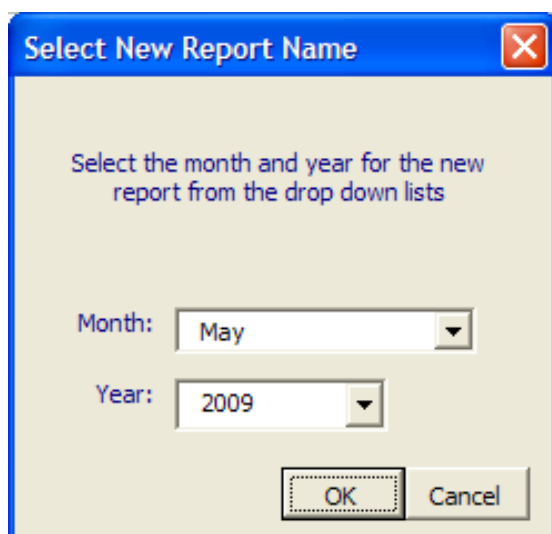 Select New Report Name
Select the month and year for the new
report from the drop down lists
Month: May
Year: 2009
OK Cancel